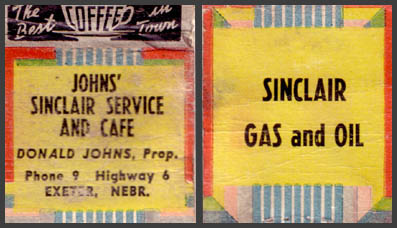 The Best COFFEE in Town
JOHNS'
SINCLAIR SERVICE
AND CAFE
DONALD JOHNS, Prop.
Phone 9 Highway 6
EXETER, NEBR.
SINCLAIR
GAS and OIL